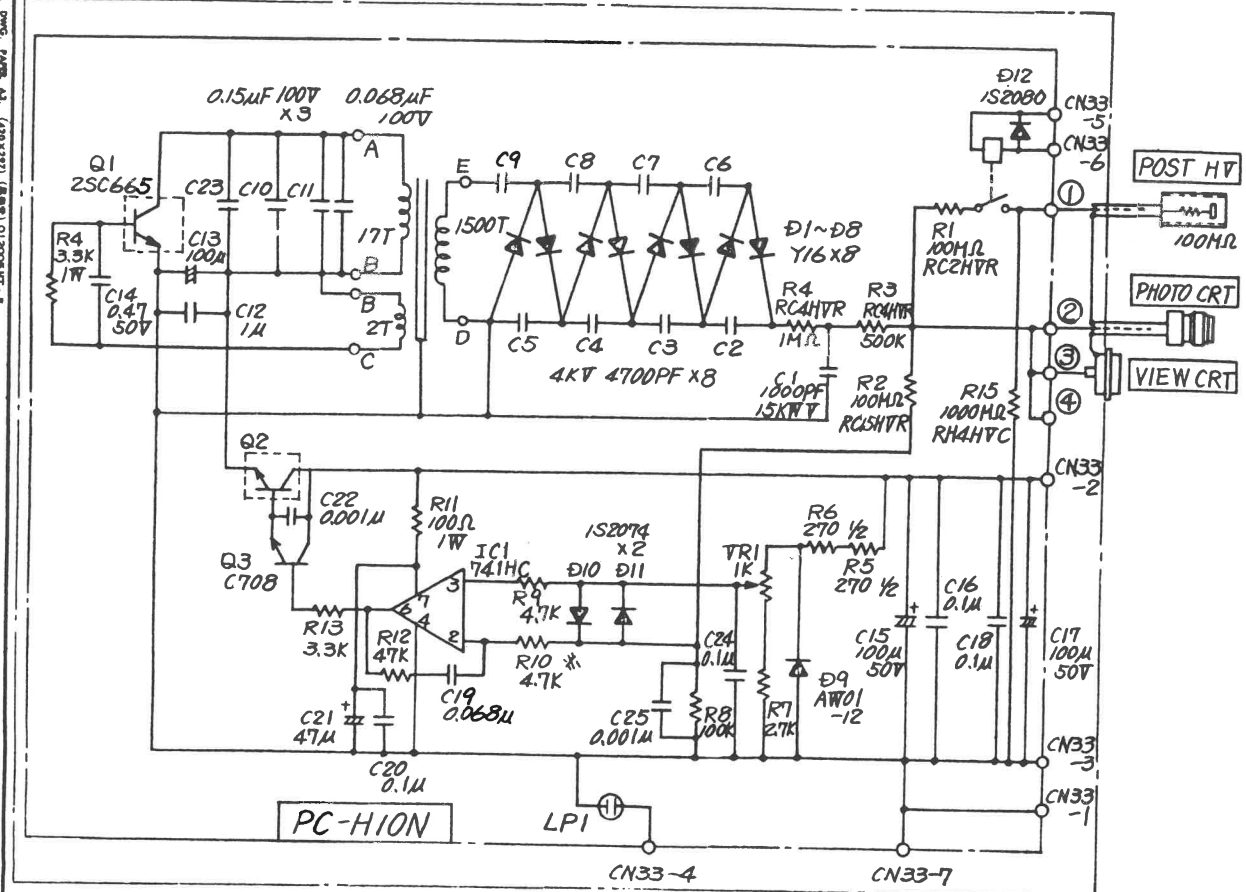 0.15µF 100V
×3
0.068µF
100V
Q1
2SC665
C23
C10
C11
A
17T
B
B
2T
C
R4
3.3K
1W
C13
100µ
C14
0.47
50V
C12
1µ
E
1500T
D
C9
C8
C7
C6
D1~D8
Y16×8
C5
C4
C3
C2
4KV 4700PF ×8
R4
RC4HVR
1MΩ
R3
RC4HVR
500K
C1
1000PF
15KWV
R1
100MΩ
RC2HVR
R2
100MΩ
RC15HVR
R15
1000MΩ
RH4HVC
D12
1S2080
CN33
-5
CN33
-6
①
②
③
④
POST HV
100MΩ
PHOTO CRT
VIEW CRT
CN33
-2
Q2
C22
0.001µ
Q3
C708
R11
100Ω
1W
IC1
741HC
3
7
6
4
2
1S2074
×2
D10
D11
R9
4.7K
R10 ※
4.7K
R13
3.3K
R12
47K
C19
0.068µ
C21
47µ
+
C20
0.1µ
VR1
1K
R6
270 ½
R5
270 ½
C24
0.1µ
C25
0.001µ
R8
100K
R7
2.7K
D9
AW01
-12
C15
100µ
50V
+
C16
0.1µ
C18
0.1µ
C17
100µ
50V
+
CN33
-3
CN33
-1
PC-H10N
LP1
CN33-4
CN33-7